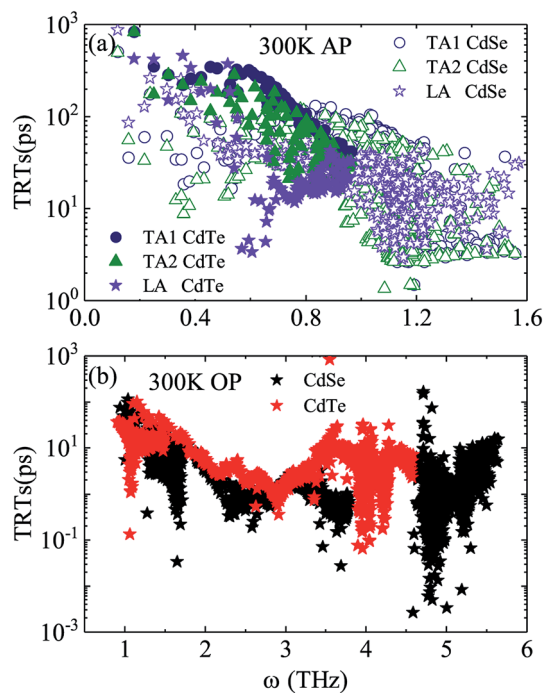 10³
(a)
300K AP
TA1 CdSe
TA2 CdSe
LA CdSe
10²
TRTs(ps)
10¹
TA1 CdTe
TA2 CdTe
LA CdTe
10⁰
0.0 0.4 0.8 1.2 1.6
10³
(b)
300K OP
CdSe
CdTe
10¹
TRTs(ps)
10⁻¹
10⁻³
1 2 3 4 5 6
ω (THz)